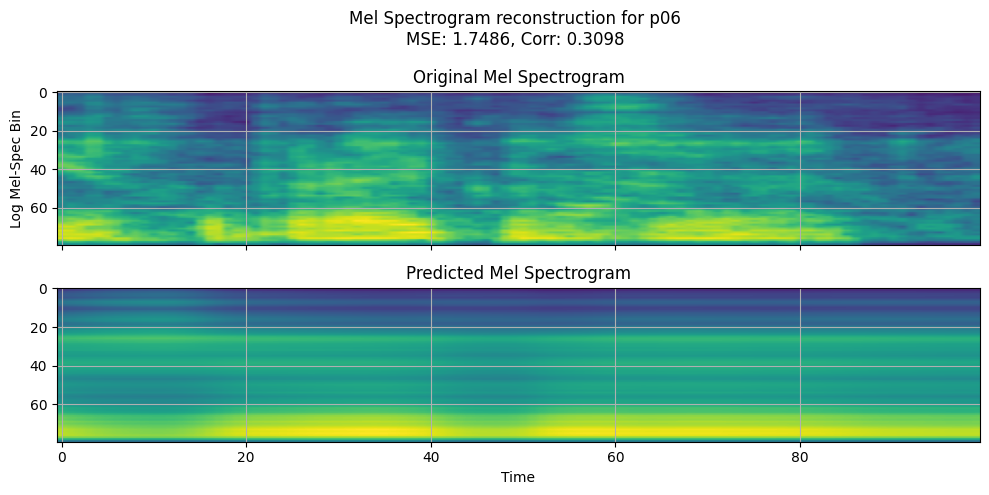 Mel Spectrogram reconstruction for p06
MSE: 1.7486, Corr: 0.3098
Original Mel Spectrogram
Log Mel-Spec Bin
0
20
40
60
Predicted Mel Spectrogram
0
20
40
60
0 20 40 60 80
Time